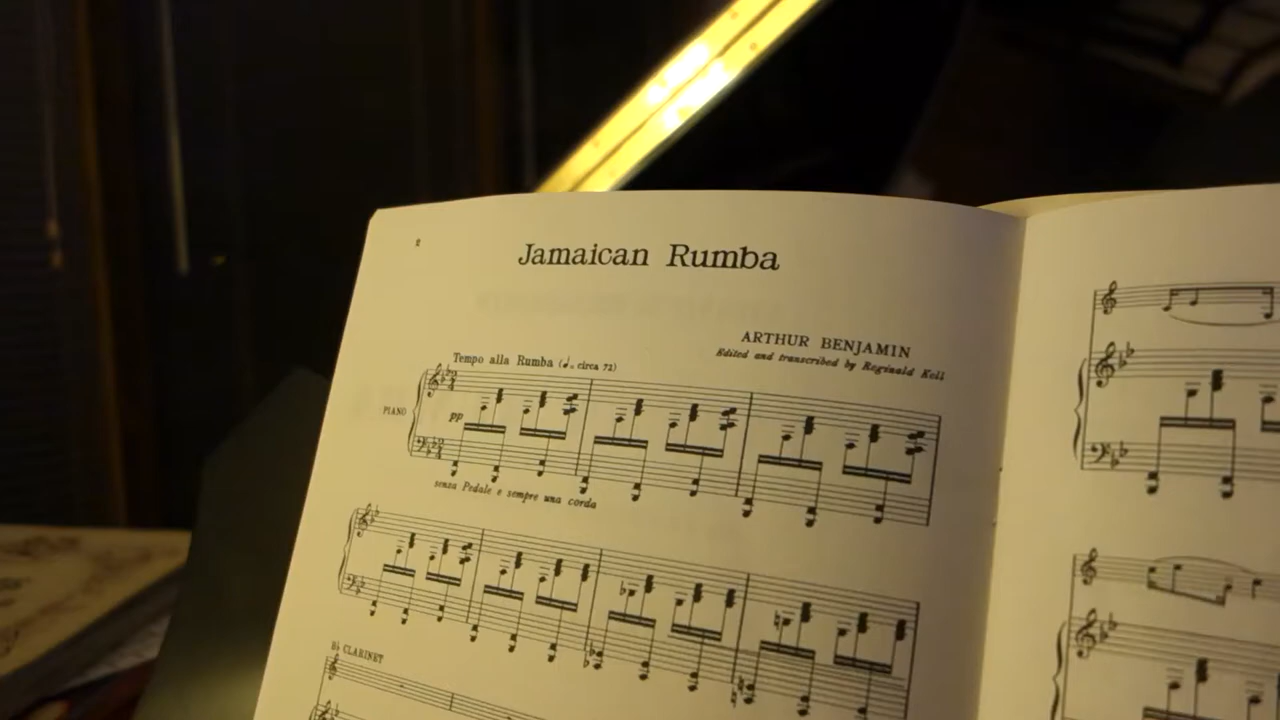 2
Jamaican Rumba
ARTHUR BENJAMIN
Edited and transcribed by Reginald Kell
Tempo alla Rumba (𝅗𝅥 = circa 72)
PIANO
pp
senza Pedale e sempre una corda
B♭ CLARINET